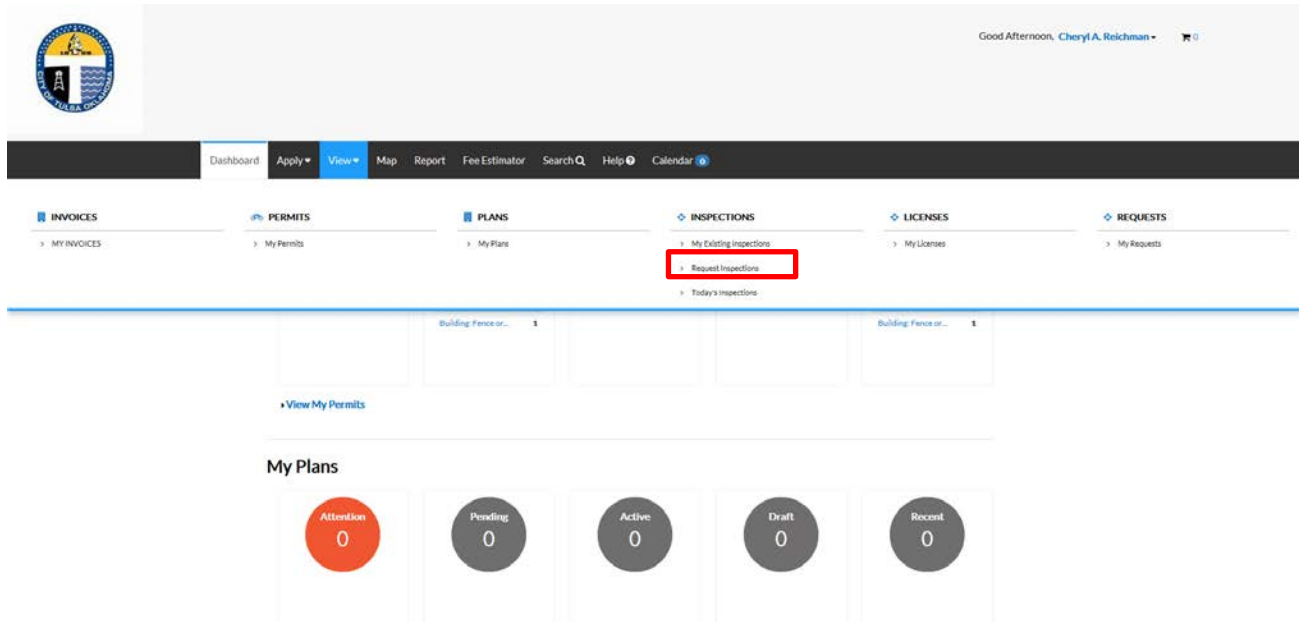 CITY OF TULSA OKLAHOMA
Good Afternoon, Cheryl A. Reichman 0
Dashboard Apply View Map Report Fee Estimator Search Help Calendar 0
INVOICES PERMITS PLANS INSPECTIONS LICENSES REQUESTS
MY INVOICES My Permits My Plans My Existing Inspections My Licenses My Requests
Request Inspections
Today's Inspections
Building: Fence or... 1 Building: Fence or... 1
View My Permits
My Plans
Attention Pending Active Draft Recent
0 0 0 0 0